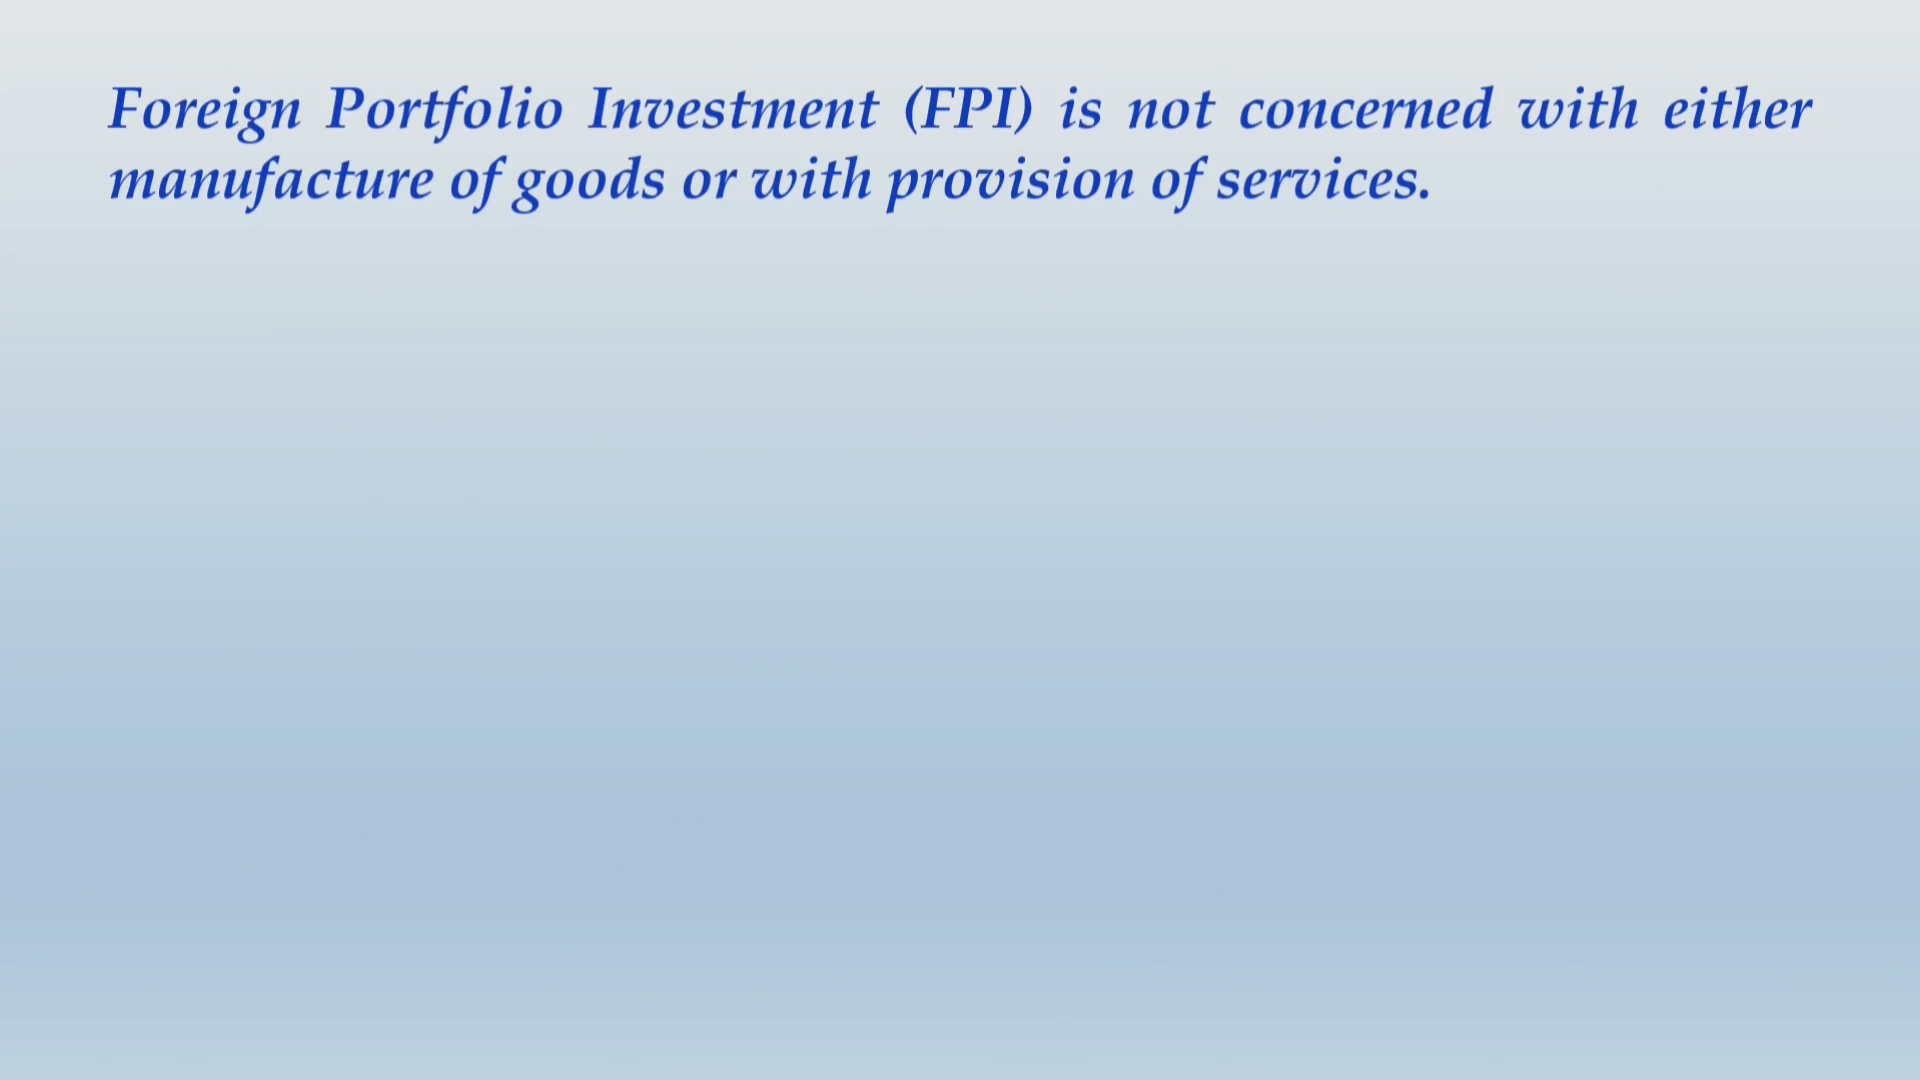 Foreign Portfolio Investment (FPI) is not concerned with either
manufacture of goods or with provision of services.